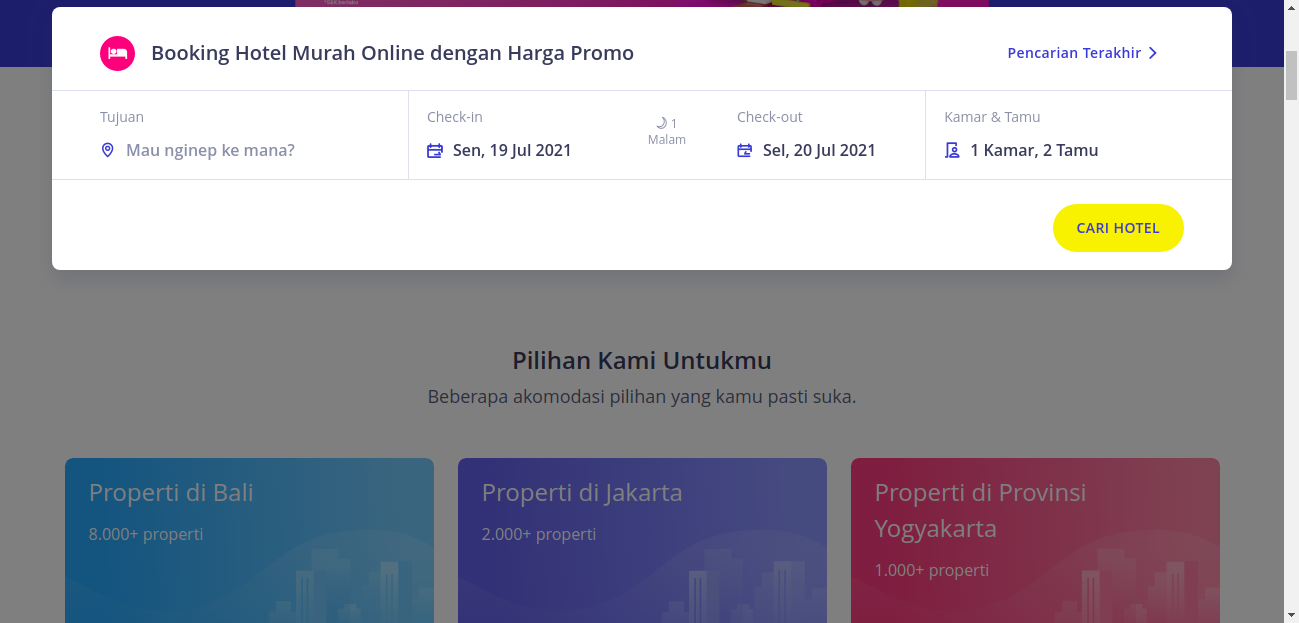 Booking Hotel Murah Online dengan Harga Promo
Pencarian Terakhir
Tujuan
Mau nginep ke mana?
Check-in
Sen, 19 Jul 2021
1
Malam
Check-out
Sel, 20 Jul 2021
Kamar & Tamu
1 Kamar, 2 Tamu
CARI HOTEL
Pilihan Kami Untukmu
Beberapa akomodasi pilihan yang kamu pasti suka.
Properti di Bali
8.000+ properti
Properti di Jakarta
2.000+ properti
Properti di Provinsi
Yogyakarta
1.000+ properti